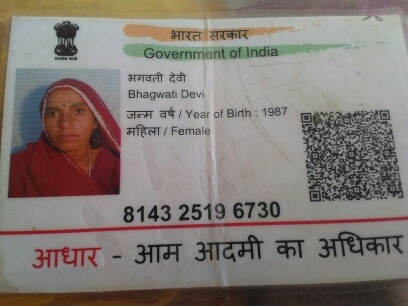 भारत सरकार
Government of India
भगवती देवी
Bhagwati Devi
जन्म वर्ष / Year of Birth : 1987
महिला / Female
8143 2519 6730
आधार - आम आदमी का अधिकार